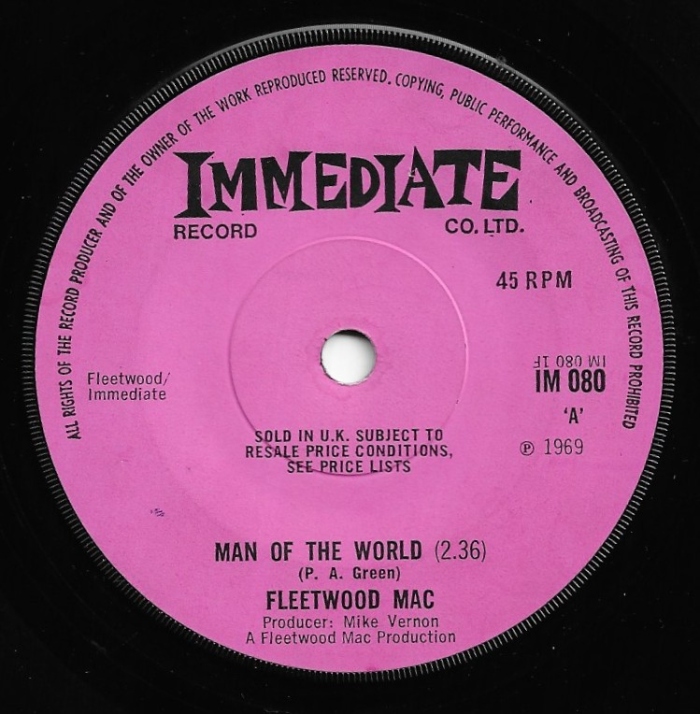 ALL RIGHTS OF THE RECORD PRODUCER AND OF THE OWNER OF THE WORK REPRODUCED RESERVED. COPYING, PUBLIC PERFORMANCE AND BROADCASTING OF THIS RECORD PROHIBITED
IMMEDIATE
RECORD CO. LTD.
45 RPM
IM 080 1F
IM 080
'A'
Ⓟ 1969
Fleetwood/
Immediate
SOLD IN U.K. SUBJECT TO
RESALE PRICE CONDITIONS,
SEE PRICE LISTS
MAN OF THE WORLD (2.36)
(P. A. Green)
FLEETWOOD MAC
Producer: Mike Vernon
A Fleetwood Mac Production